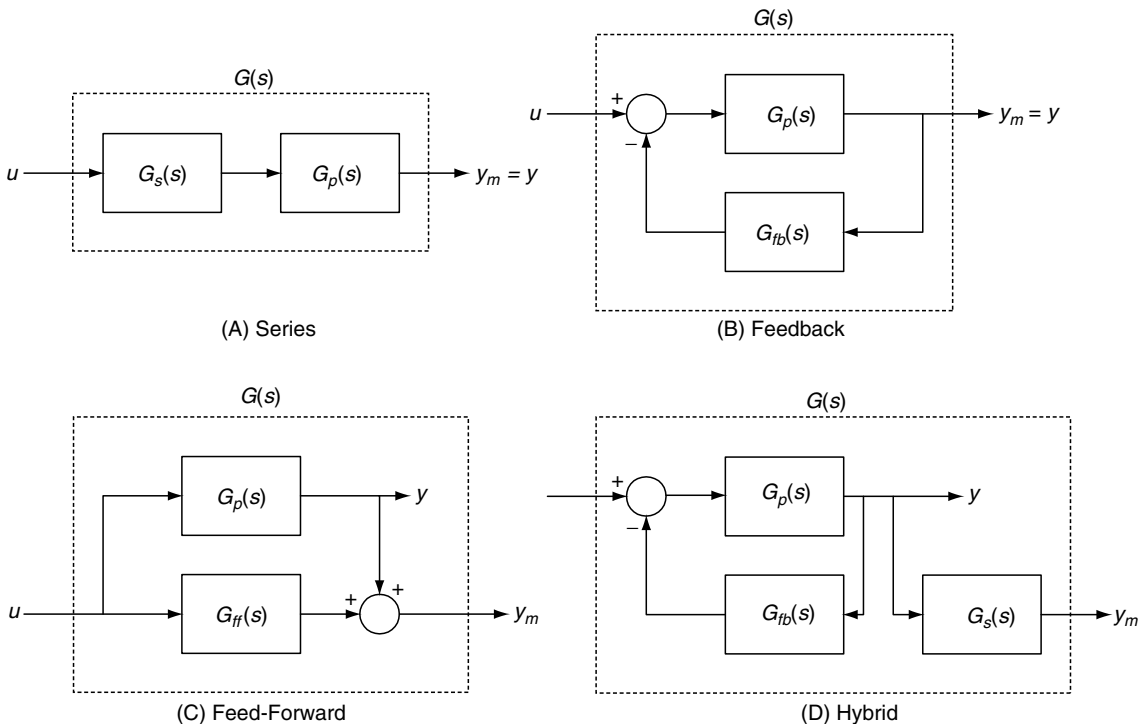 G(s)
u
G_s(s)
G_p(s)
y_m = y
(A) Series
G(s)
u
+
−
G_p(s)
y_m = y
G_fb(s)
(B) Feedback
G(s)
G_p(s)
y
u
G_ff(s)
+
+
y_m
(C) Feed-Forward
G(s)
+
−
G_p(s)
y
G_fb(s)
G_s(s)
y_m
(D) Hybrid